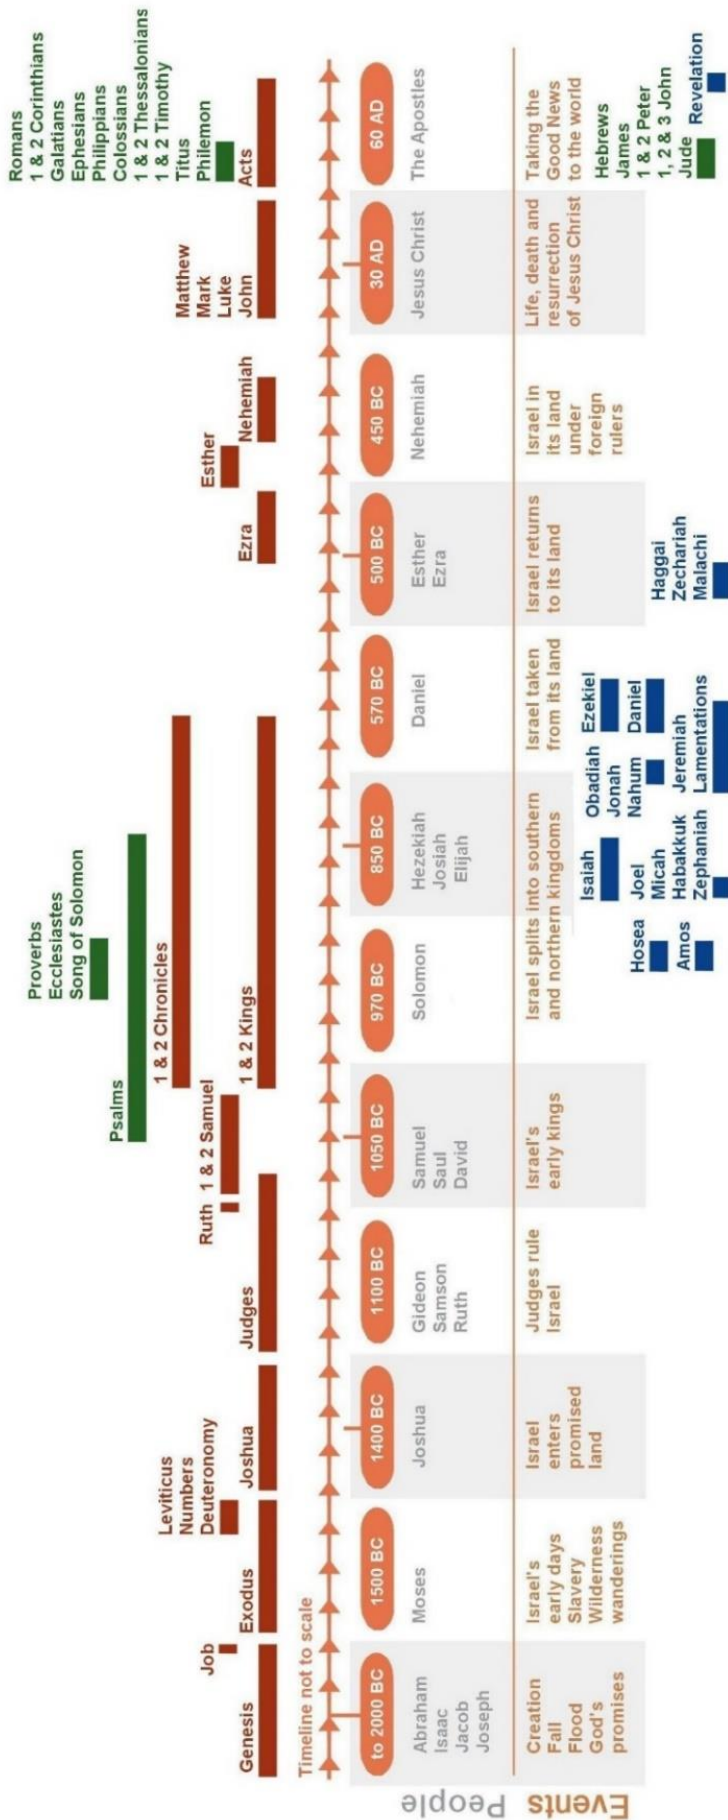 Romans
1 & 2 Corinthians
Galatians
Ephesians
Philippians
Colossians
1 & 2 Thessalonians
1 & 2 Timothy
Titus
Philemon
Proverbs
Ecclesiastes
Song of Solomon
Psalms
1 & 2 Chronicles
Matthew
Mark
Luke
John
Leviticus
Numbers
Deuteronomy
Job
Ruth
1 & 2 Samuel
Esther
Genesis
Exodus
Joshua
Judges
1 & 2 Kings
Ezra
Nehemiah
Acts
Timeline not to scale
to 2000 BC
1500 BC
1400 BC
1100 BC
1050 BC
970 BC
850 BC
570 BC
500 BC
450 BC
30 AD
60 AD
People
Abraham
Isaac
Jacob
Joseph
Moses
Joshua
Gideon
Samson
Ruth
Samuel
Saul
David
Solomon
Hezekiah
Josiah
Elijah
Daniel
Esther
Ezra
Nehemiah
Jesus Christ
The Apostles
Events
Creation
Fall
Flood
God's
promises
Israel's
early days
Slavery
Wilderness
wanderings
Israel
enters
promised
land
Judges rule
Israel
Israel's
early kings
Israel splits into southern
and northern kingdoms
Israel taken
from its land
Israel returns
to its land
Israel in
its land
under
foreign
rulers
Life, death and
resurrection
of Jesus Christ
Taking the
Good News
to the world
Hosea
Amos
Isaiah
Joel
Micah
Habakkuk
Zephaniah
Obadiah
Jonah
Nahum
Jeremiah
Lamentations
Ezekiel
Daniel
Haggai
Zechariah
Malachi
Hebrews
James
1 & 2 Peter
1, 2 & 3 John
Jude
Revelation